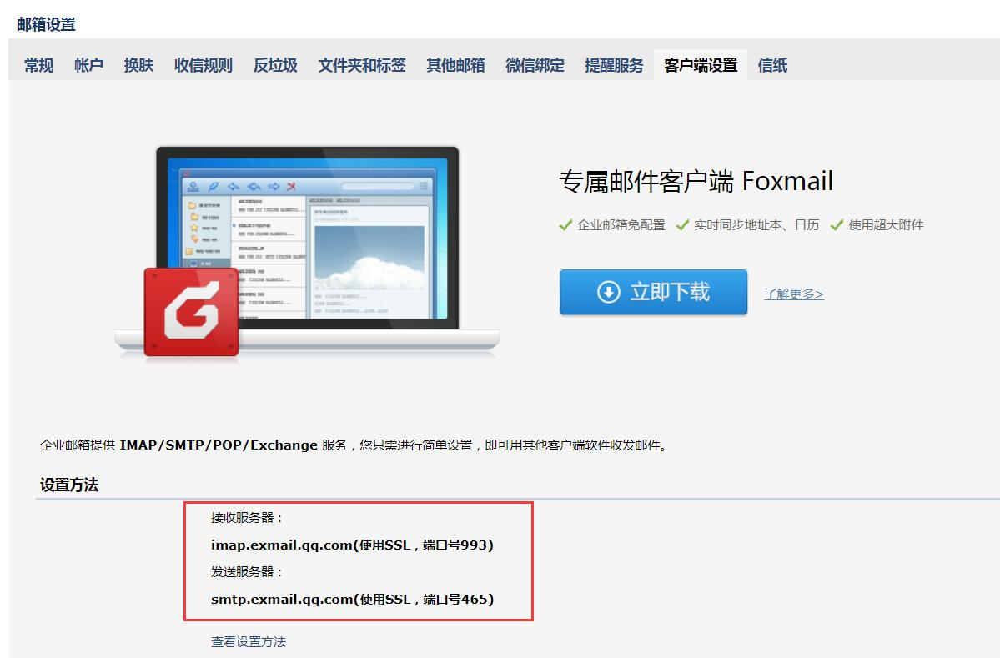 邮箱设置
常规 帐户 换肤 收信规则 反垃圾 文件夹和标签 其他邮箱 微信绑定 提醒服务 客户端设置 信纸
专属邮件客户端 Foxmail
企业邮箱免配置 实时同步地址本、日历 使用超大附件
立即下载 了解更多>
企业邮箱提供 IMAP/SMTP/POP/Exchange 服务，您只需进行简单设置，即可用其他客户端软件收发邮件。
设置方法
接收服务器：
imap.exmail.qq.com(使用SSL，端口号993)
发送服务器：
smtp.exmail.qq.com(使用SSL，端口号465)
查看设置方法